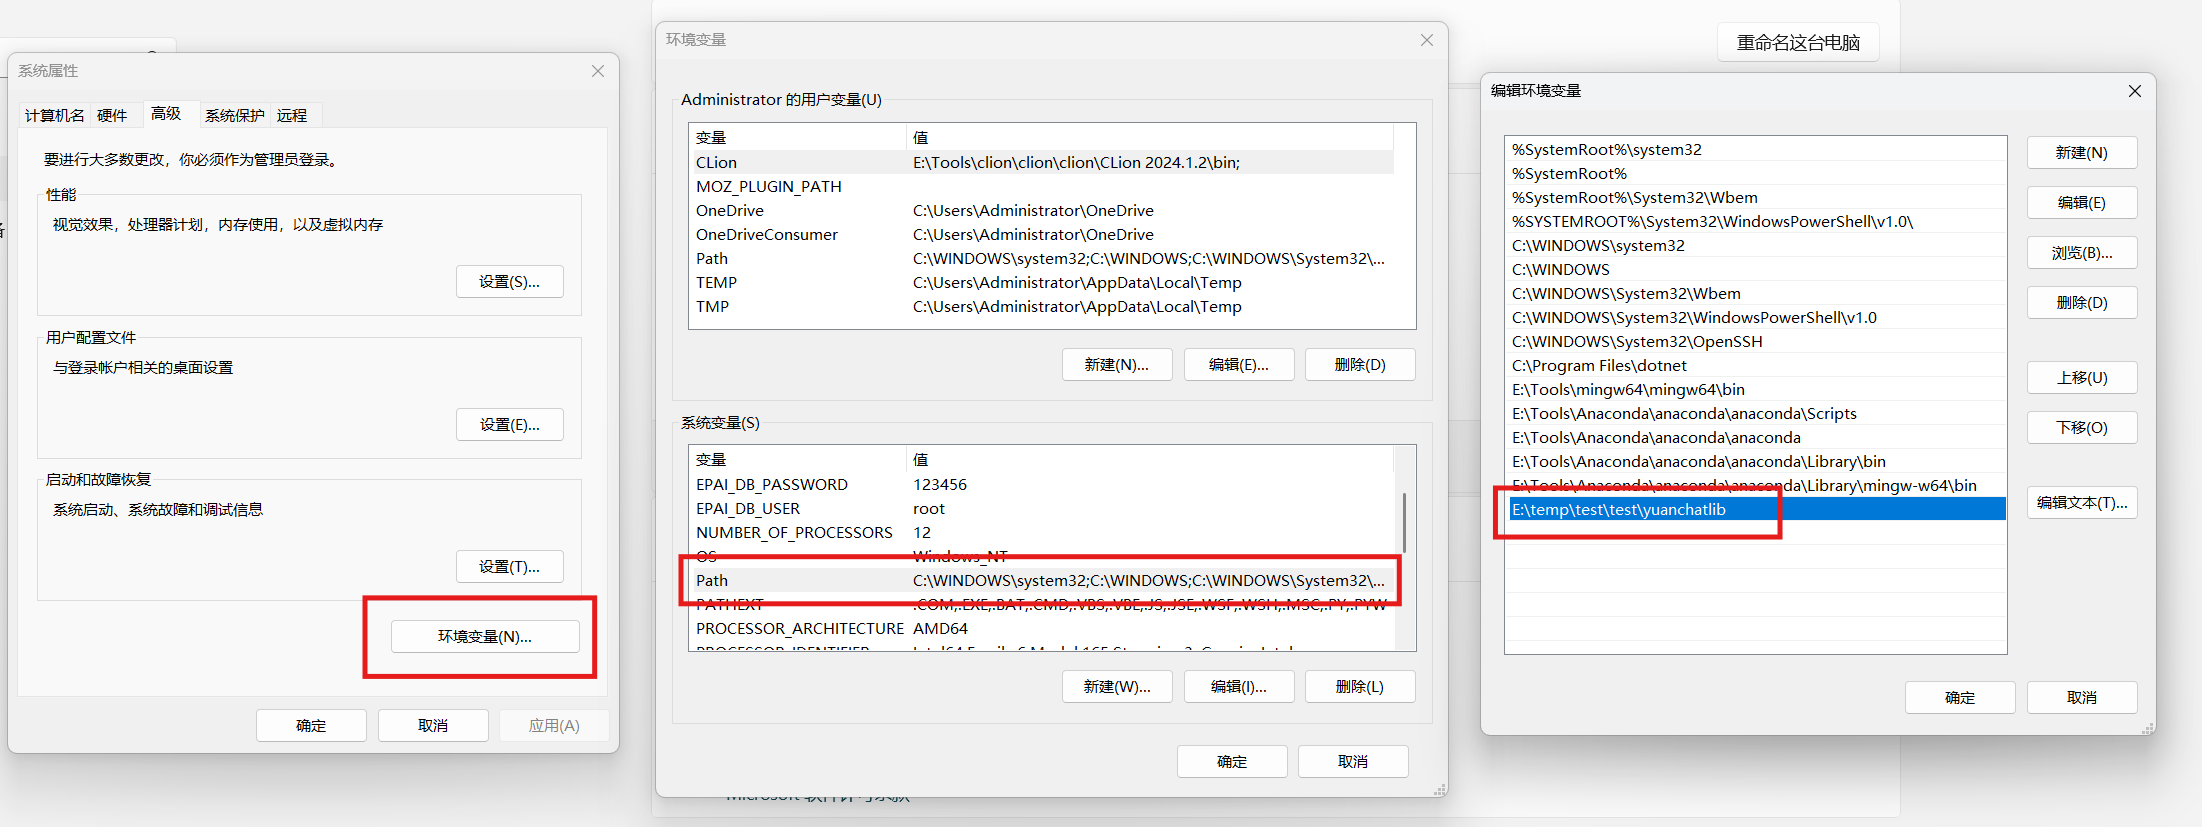 系统属性
计算机名 硬件 高级 系统保护 远程
要进行大多数更改，你必须作为管理员登录。
性能
视觉效果，处理器计划，内存使用，以及虚拟内存
设置(S)...
用户配置文件
与登录帐户相关的桌面设置
设置(E)...
启动和故障恢复
系统启动、系统故障和调试信息
设置(T)...
环境变量(N)...
确定 取消 应用(A)
环境变量
Administrator 的用户变量(U)
变量 值
CLion E:\Tools\clion\clion\clion\CLion 2024.1.2\bin;
MOZ_PLUGIN_PATH
OneDrive C:\Users\Administrator\OneDrive
OneDriveConsumer C:\Users\Administrator\OneDrive
Path C:\WINDOWS\system32;C:\WINDOWS;C:\WINDOWS\System32\...
TEMP C:\Users\Administrator\AppData\Local\Temp
TMP C:\Users\Administrator\AppData\Local\Temp
新建(N)... 编辑(E)... 删除(D)
系统变量(S)
变量 值
EPAI_DB_PASSWORD 123456
EPAI_DB_USER root
NUMBER_OF_PROCESSORS 12
OS Windows_NT
Path C:\WINDOWS\system32;C:\WINDOWS;C:\WINDOWS\System32\...
PATHEXT .COM;.EXE;.BAT;.CMD;.VBS;.VBE;.JS;.JSE;.WSF;.WSH;.MSC;.PY;.PYW
PROCESSOR_ARCHITECTURE AMD64
PROCESSOR_IDENTIFIER Intel64 Family 6 Model 165 Stepping
新建(W)... 编辑(I)... 删除(L)
确定 取消
重命名这台电脑
编辑环境变量
%SystemRoot%\system32
%SystemRoot%
%SystemRoot%\System32\Wbem
%SYSTEMROOT%\System32\WindowsPowerShell\v1.0\
C:\WINDOWS\system32
C:\WINDOWS
C:\WINDOWS\System32\Wbem
C:\WINDOWS\System32\WindowsPowerShell\v1.0
C:\WINDOWS\System32\OpenSSH
C:\Program Files\dotnet
E:\Tools\mingw64\mingw64\bin
E:\Tools\Anaconda\anaconda\anaconda\Scripts
E:\Tools\Anaconda\anaconda\anaconda
E:\Tools\Anaconda\anaconda\anaconda\Library\bin
E:\Tools\Anaconda\anaconda\anaconda\Library\mingw-w64\bin
E:\temp\test\test\yuanchatlib
新建(N)
编辑(E)
浏览(B)...
删除(D)
上移(U)
下移(O)
编辑文本(T)...
确定 取消
Microsoft 软件许可条款